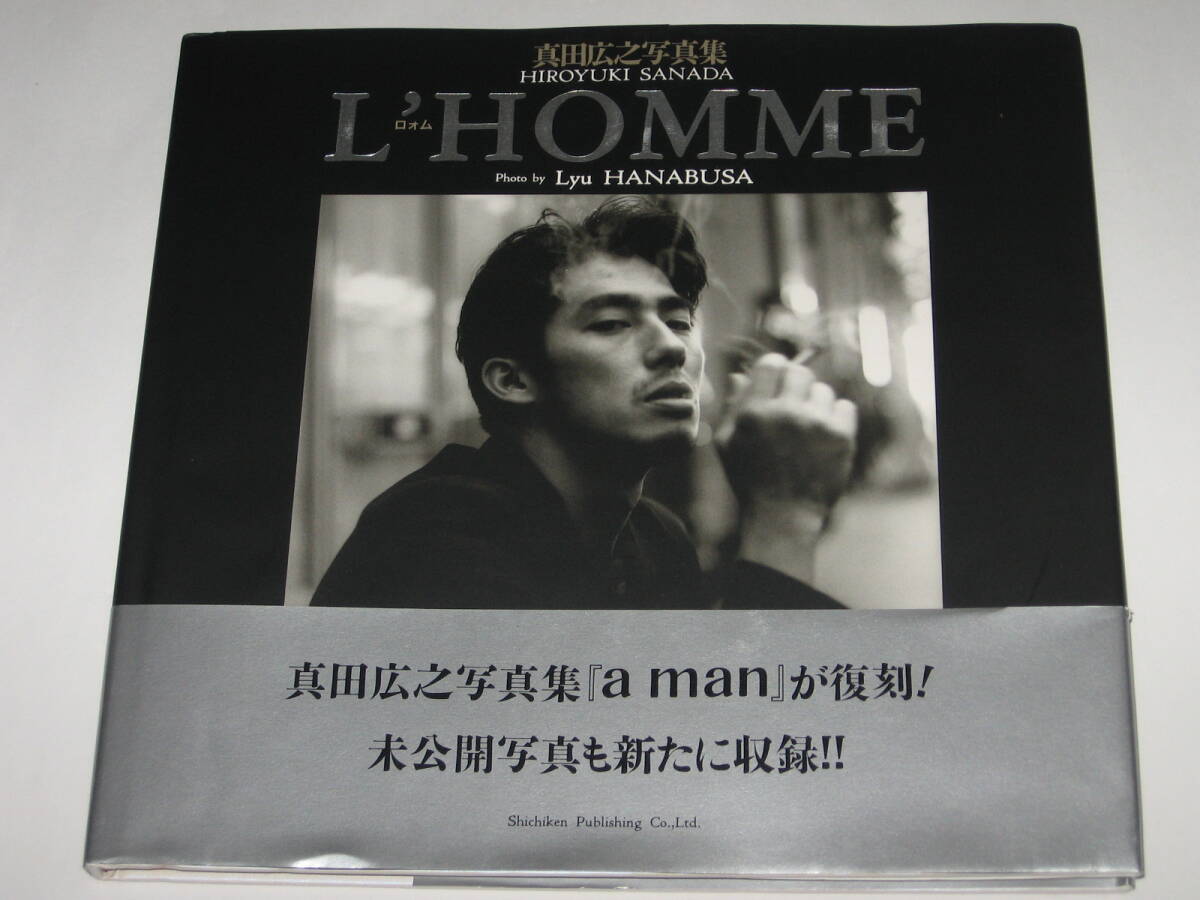 真田広之写真集
HIROYUKI SANADA
L'HOMME
ロォム
Photo by Lyu HANABUSA
真田広之写真集『a man』が復刻!
未公開写真も新たに収録!!
Shichiken Publishing Co.,Ltd.